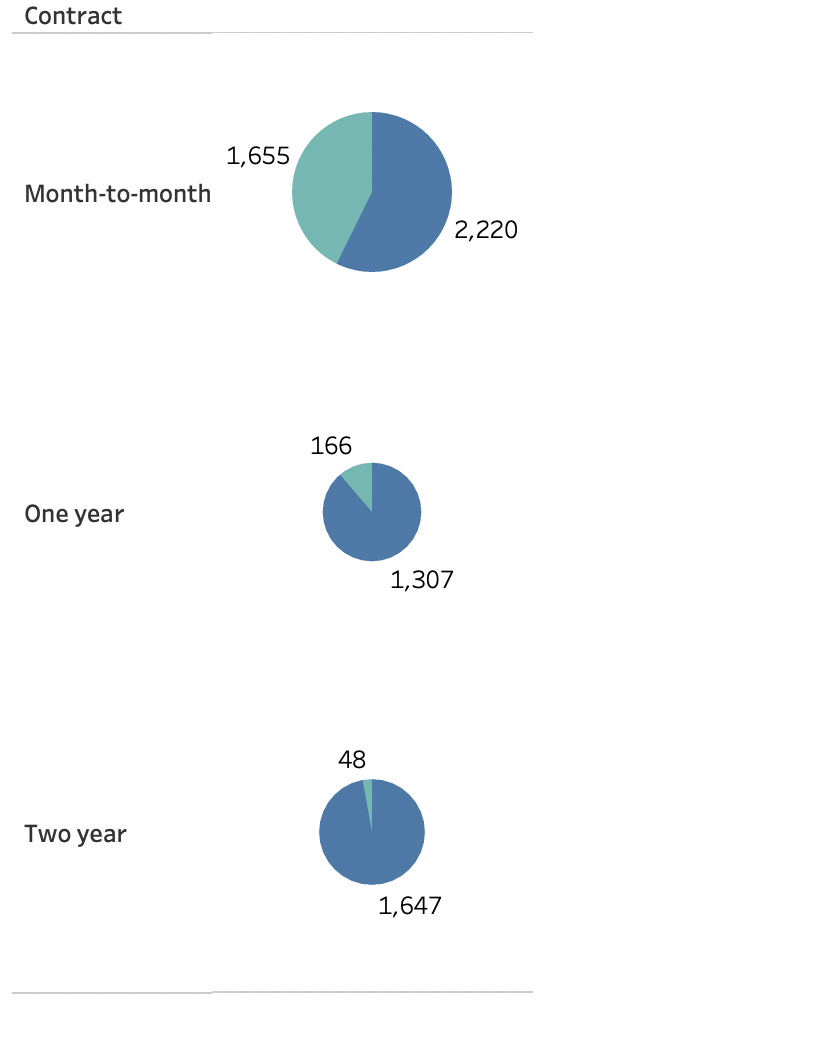 Contract
1,655
Month-to-month
2,220
166
One year
1,307
48
Two year
1,647